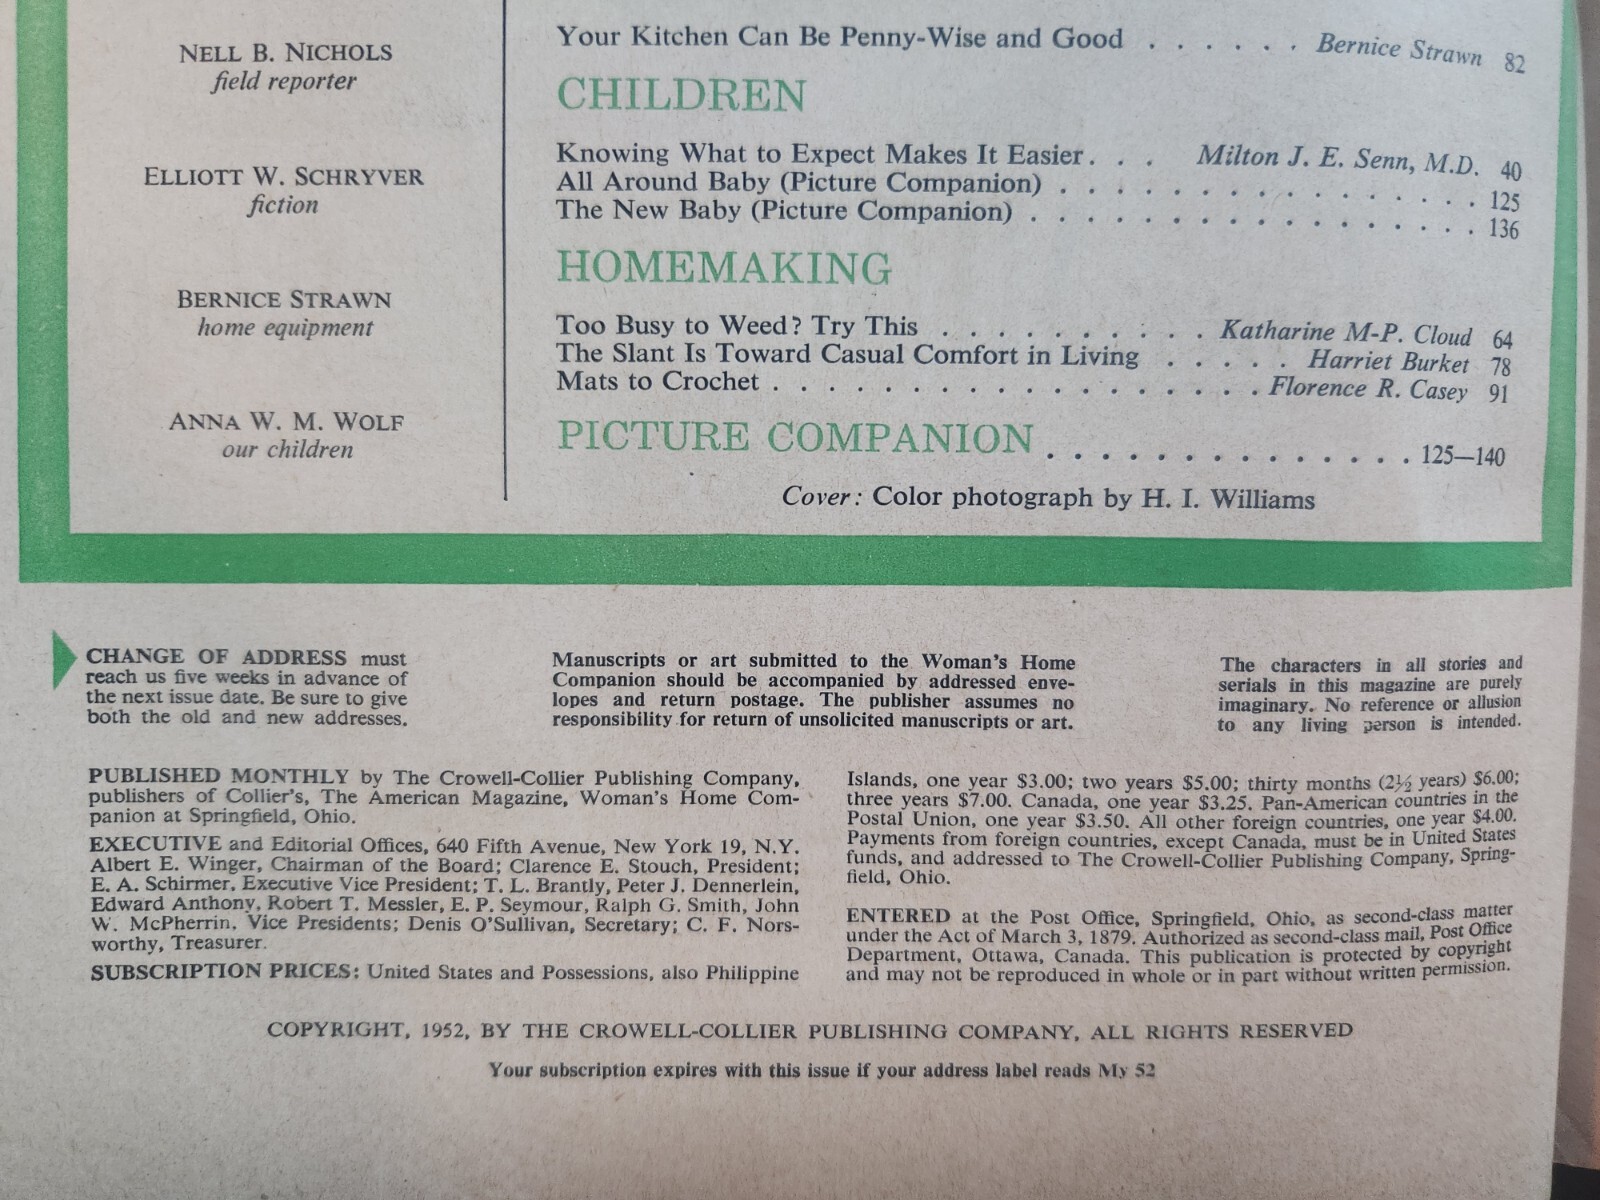 NELL B. NICHOLS
field reporter
ELLIOTT W. SCHRYVER
fiction
BERNICE STRAWN
home equipment
ANNA W. M. WOLF
our children
Your Kitchen Can Be Penny-Wise and Good . . . . . . Bernice Strawn 82
CHILDREN
Knowing What to Expect Makes It Easier . . . Milton J. E. Senn, M.D. 40
All Around Baby (Picture Companion) . . . . . . . . . . . . . . . 125
The New Baby (Picture Companion) . . . . . . . . . . . . . . . . 136
HOMEMAKING
Too Busy to Weed? Try This . . . . . . . . . . Katharine M-P. Cloud 64
The Slant Is Toward Casual Comfort in Living . . . . . Harriet Burket 78
Mats to Crochet . . . . . . . . . . . . . . . . . Florence R. Casey 91
PICTURE COMPANION . . . . . . . . . . . . . . 125—140
Cover: Color photograph by H. I. Williams
CHANGE OF ADDRESS must
reach us five weeks in advance of
the next issue date. Be sure to give
both the old and new addresses.
Manuscripts or art submitted to the Woman's Home
Companion should be accompanied by addressed enve-
lopes and return postage. The publisher assumes no
responsibility for return of unsolicited manuscripts or art.
The characters in all stories and
serials in this magazine are purely
imaginary. No reference or allusion
to any living person is intended.
PUBLISHED MONTHLY by The Crowell-Collier Publishing Company,
publishers of Collier's, The American Magazine, Woman's Home Com-
panion at Springfield, Ohio.
EXECUTIVE and Editorial Offices, 640 Fifth Avenue, New York 19, N.Y.
Albert E. Winger, Chairman of the Board; Clarence E. Stouch, President;
E. A. Schirmer, Executive Vice President; T. L. Brantly, Peter J. Dennerlein,
Edward Anthony, Robert T. Messler, E. P. Seymour, Ralph G. Smith, John
W. McPherrin, Vice Presidents; Denis O'Sullivan, Secretary; C. F. Nors-
worthy, Treasurer.
SUBSCRIPTION PRICES: United States and Possessions, also Philippine
Islands, one year $3.00; two years $5.00; thirty months (2½ years) $6.00;
three years $7.00. Canada, one year $3.25. Pan-American countries in the
Postal Union, one year $3.50. All other foreign countries, one year $4.00.
Payments from foreign countries, except Canada, must be in United States
funds, and addressed to The Crowell-Collier Publishing Company, Spring-
field, Ohio.
ENTERED at the Post Office, Springfield, Ohio, as second-class matter
under the Act of March 3, 1879. Authorized as second-class mail, Post Office
Department, Ottawa, Canada. This publication is protected by copyright
and may not be reproduced in whole or in part without written permission.
COPYRIGHT, 1952, BY THE CROWELL-COLLIER PUBLISHING COMPANY, ALL RIGHTS RESERVED
Your subscription expires with this issue if your address label reads My 52